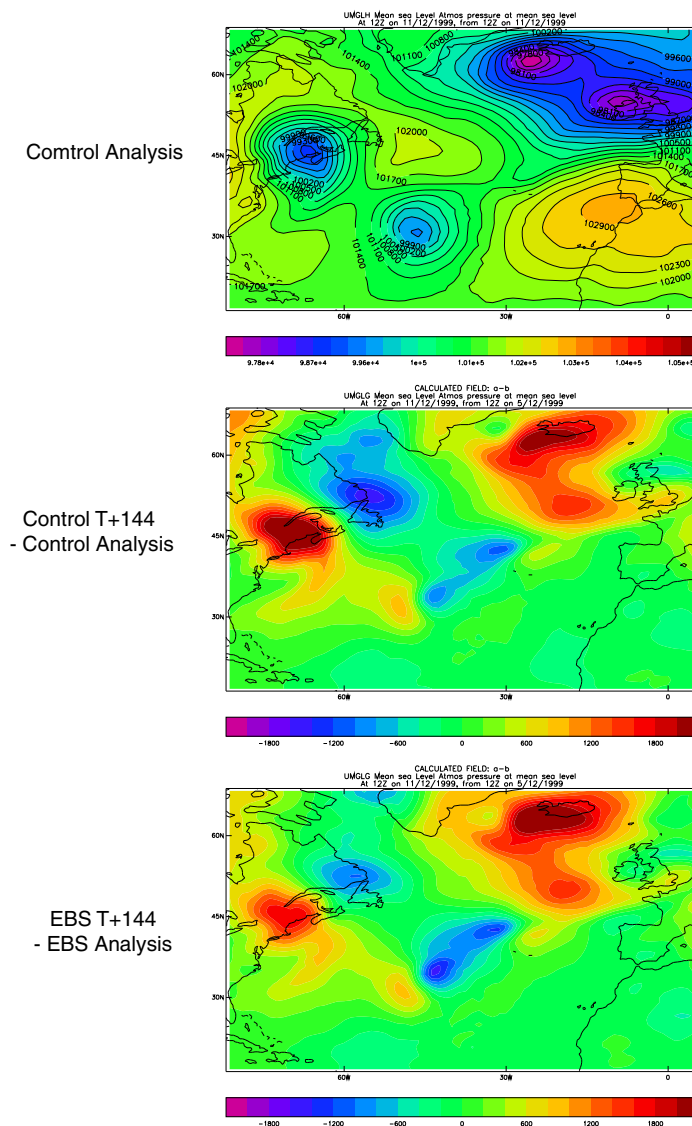 UMGLH Mean sea Level Atmos pressure at mean sea level
At 12Z on 11/12/1999, from 12Z on 11/12/1999
101400
100800
100200
101100
101400
99600
102000
99000
60N
Comtrol Analysis
45N
102000
100500
101100
101400
101700
100200
101700
102600
102900
30N
99900
101400
101100
100800
102300
102000
101700
60W
30W
0
9.78e+4 9.87e+4 9.96e+4 1e+5 1.01e+5 1.02e+5 1.03e+5 1.04e+5 1.05e+5
CALCULATED FIELD: a-b
UMGLG Mean sea Level Atmos pressure at mean sea level
At 12Z on 11/12/1999, from 12Z on 5/12/1999
60N
Control T+144
- Control Analysis
45N
30N
60W
30W
0
-1800 -1200 -600 0 600 1200 1800
CALCULATED FIELD: a-b
UMGLG Mean sea Level Atmos pressure at mean sea level
At 12Z on 11/12/1999, from 12Z on 5/12/1999
60N
EBS T+144
- EBS Analysis
45N
30N
60W
30W
0
-1800 -1200 -600 0 600 1200 1800